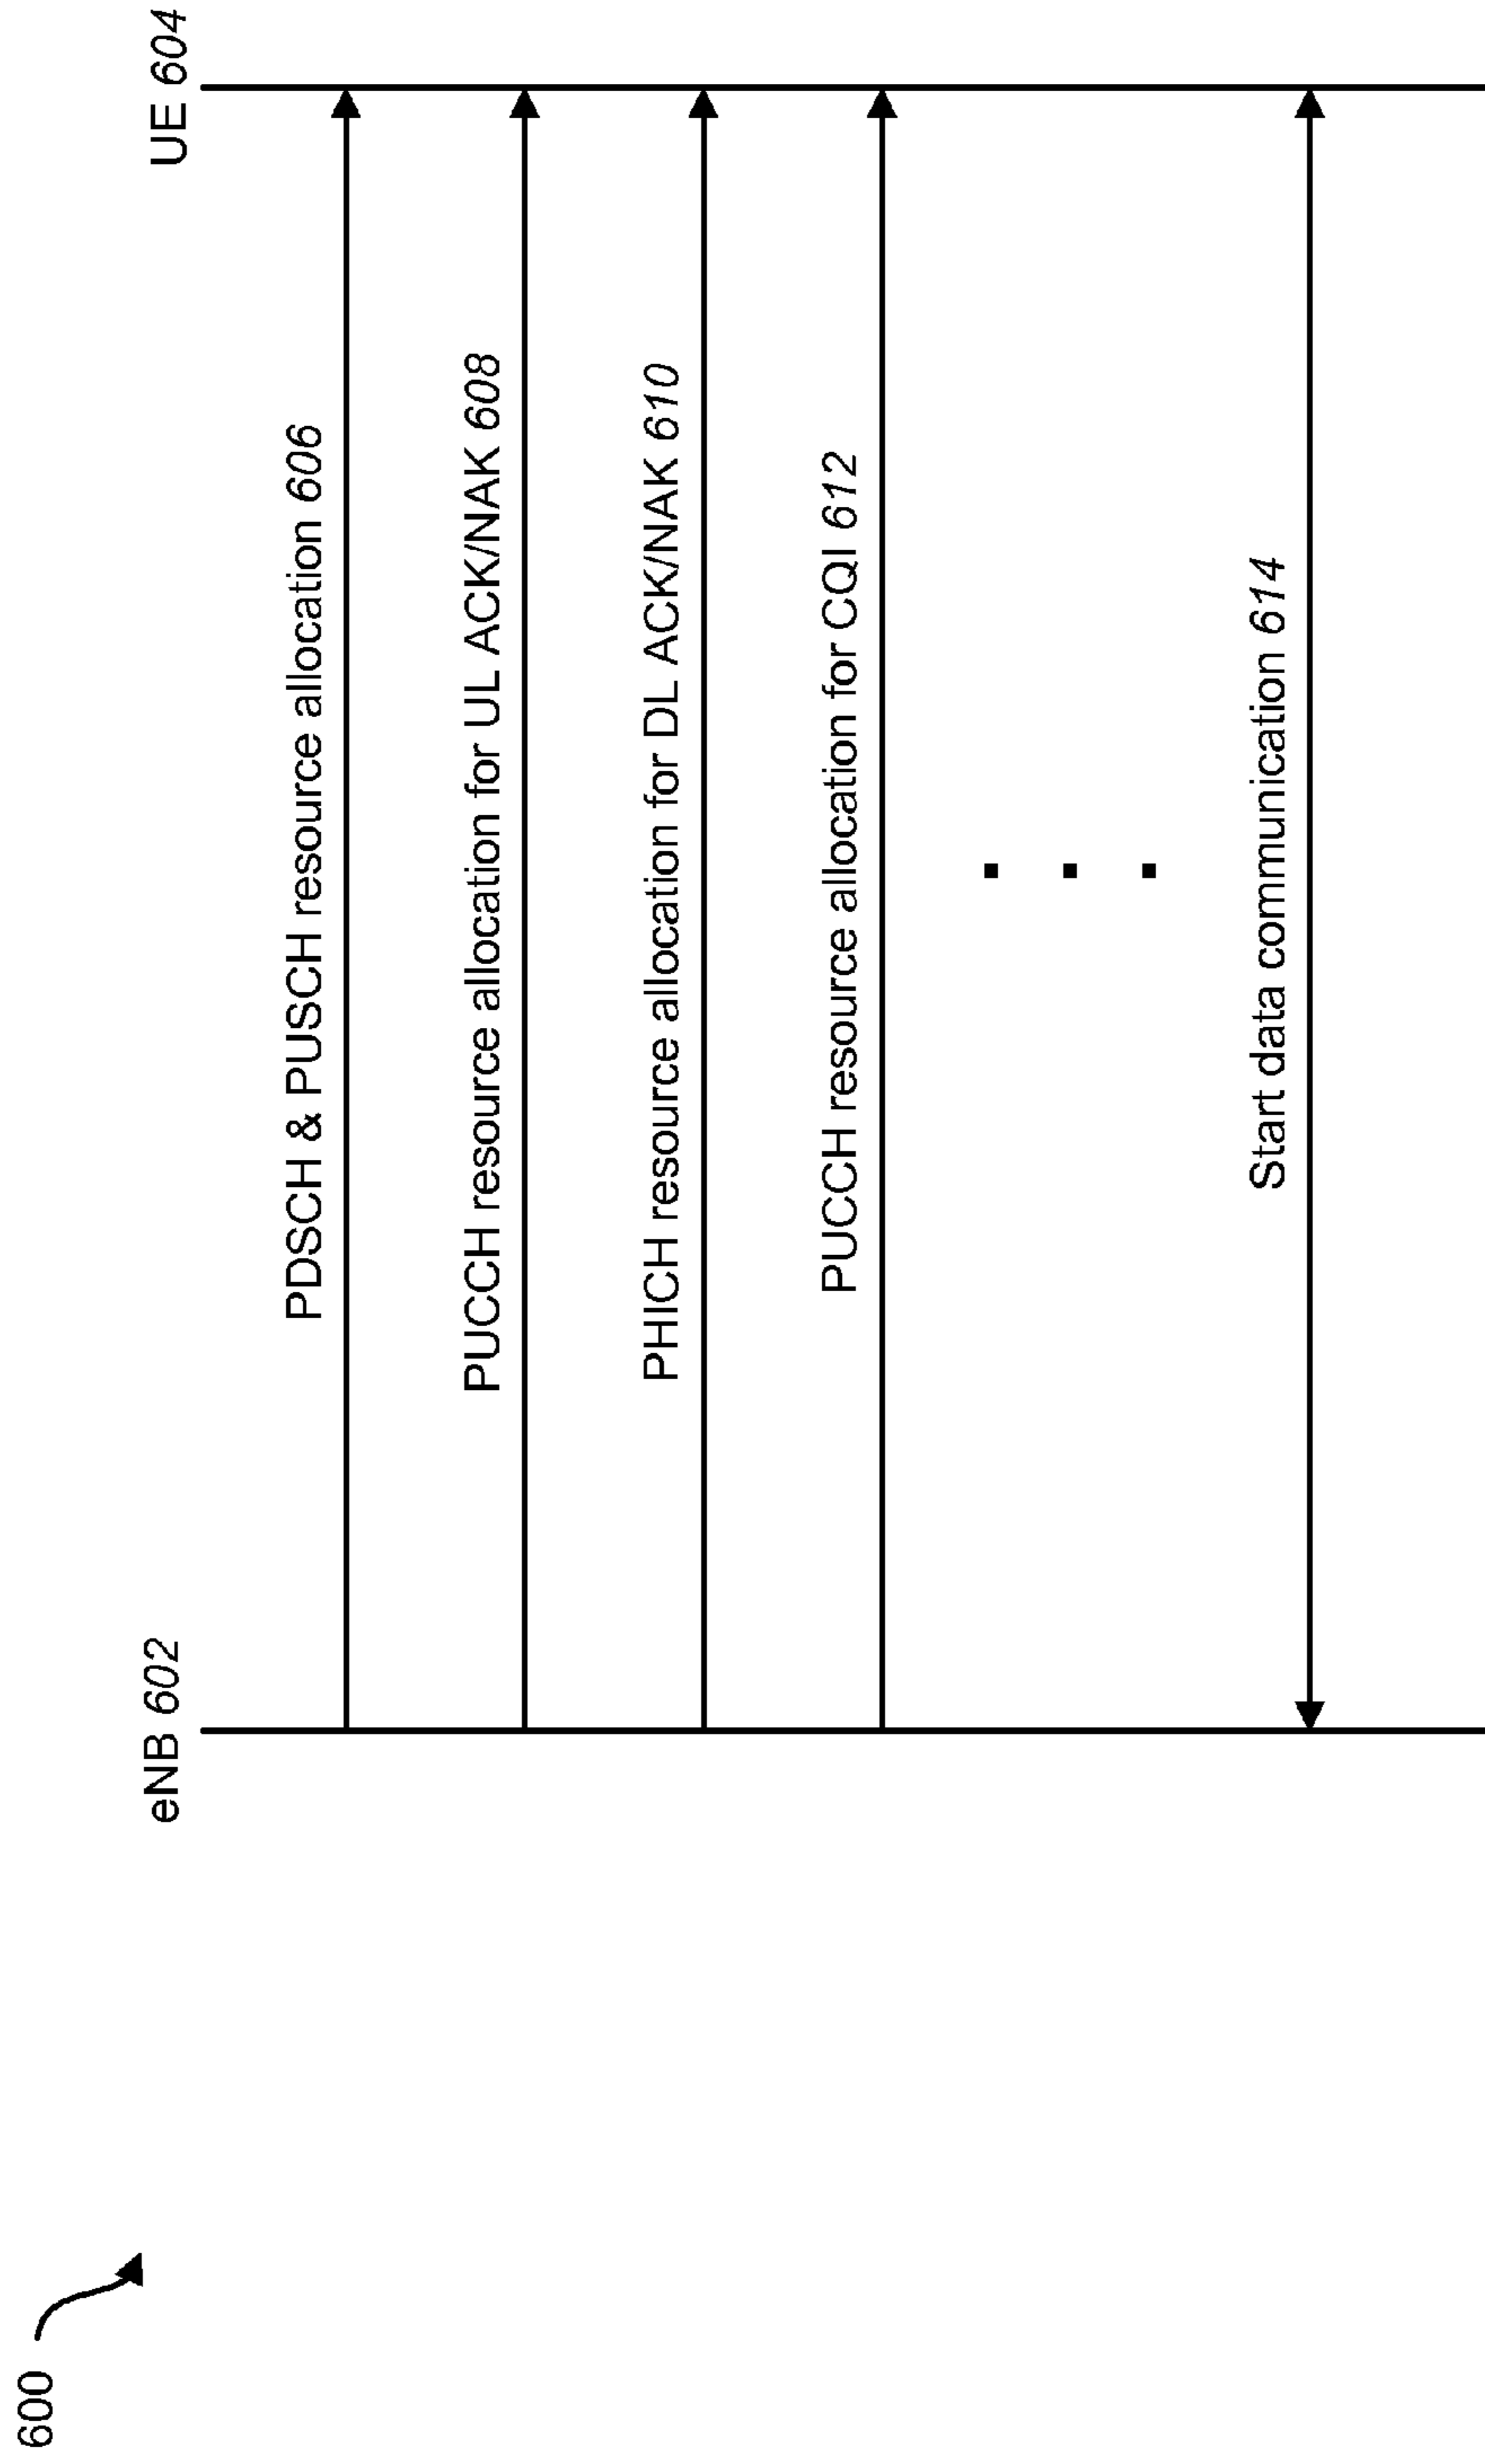 600
eNB 602
UE 604
PDSCH & PUSCH resource allocation 606
PUCCH resource allocation for UL ACK/NAK 608
PHICH resource allocation for DL ACK/NAK 610
PUCCH resource allocation for CQI 612
Start data communication 614